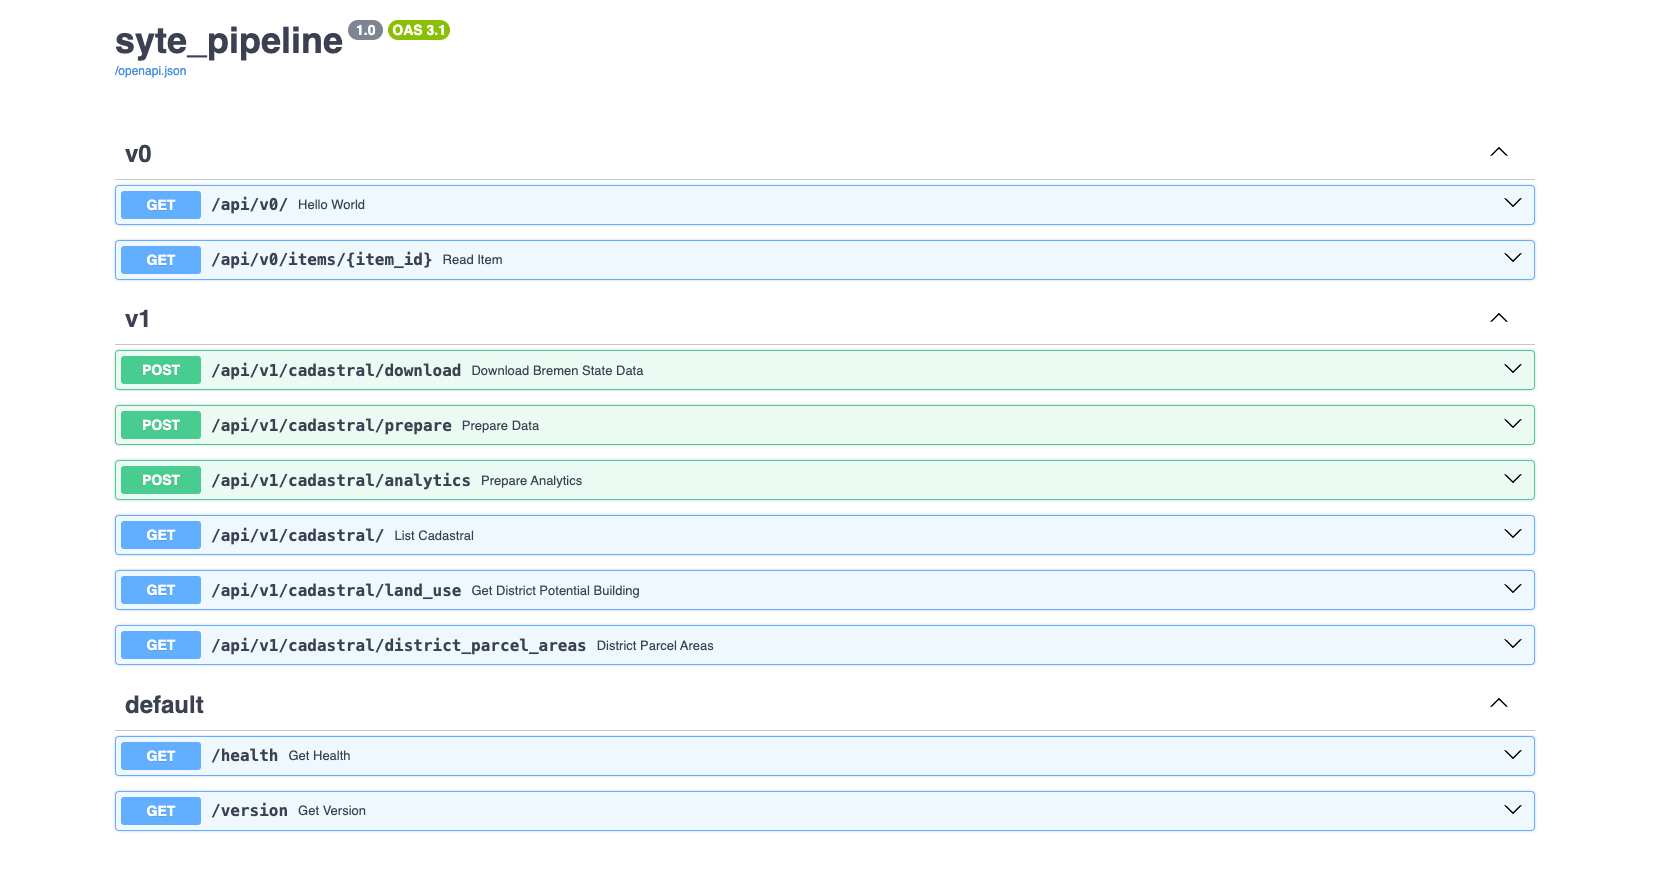 syte_pipeline 1.0 OAS 3.1
/openapi.json
v0
GET /api/v0/ Hello World
GET /api/v0/items/{item_id} Read Item
v1
POST /api/v1/cadastral/download Download Bremen State Data
POST /api/v1/cadastral/prepare Prepare Data
POST /api/v1/cadastral/analytics Prepare Analytics
GET /api/v1/cadastral/ List Cadastral
GET /api/v1/cadastral/land_use Get District Potential Building
GET /api/v1/cadastral/district_parcel_areas District Parcel Areas
default
GET /health Get Health
GET /version Get Version